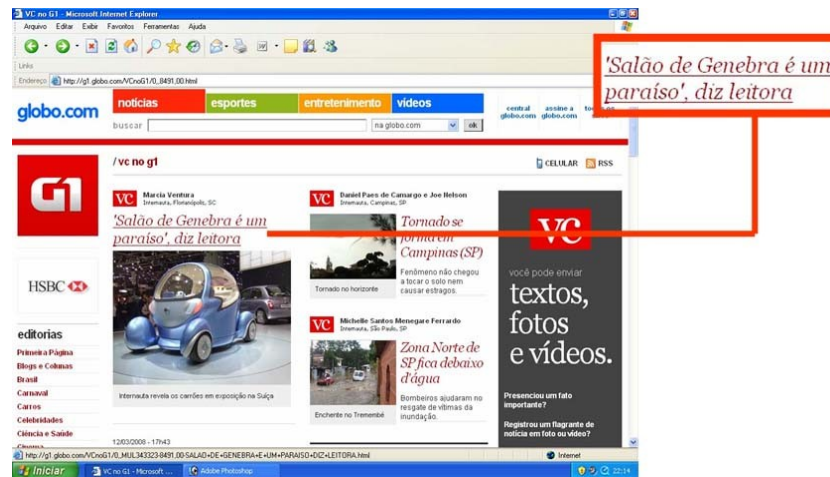 VC no G1 - Microsoft Internet Explorer
Arquivo Editar Exibir Favoritos Ferramentas Ajuda
Links
Endereço http://g1.globo.com/VCnoG1/0,,8491,00.html
globo.com
notícias esportes entretenimento vídeos
central globo.com
assine a globo.com
buscar na globo.com ok
G1
/ vc no g1
CELULAR RSS
VC Marcia Ventura
Internauta, Florianópolis, SC
'Salão de Genebra é um
paraíso', diz leitora
Internauta revela os carrões em exposição na Suíça
12/03/2008 - 17h43
VC Daniel Paes de Camargo e Joe Helson
Internauta, Campinas, SP
Tornado se
forma em
Campinas (SP)
Fenômeno não chegou
a tocar o solo nem
causar estragos.
Tornado no horizonte
VC Michelle Santos Menegare Ferrardo
Internauta, São Paulo, SP
Zona Norte de
SP fica debaixo
d'água
Bombeiros ajudaram no
resgate de vítimas da
inundação.
Enchente no Tremembé
VC
você pode enviar
textos,
fotos
e vídeos.
Presenciou um fato
importante?
Registrou um flagrante de
notícia em foto ou vídeo?
HSBC
editorias
Primeira Página
Blogs e Colunas
Brasil
Carnaval
Carros
Celebridades
Ciência e Saúde
Cinema
http://g1.globo.com/VCnoG1/0,,MUL343323-8491,00-SALAO+DE+GENEBRA+E+UM+PARAISO+DIZ+LEITORA.html
Internet
Iniciar
VC no G1 - Microsoft ...
Adobe Photoshop
22:14
'Salão de Genebra é um
paraíso', diz leitora